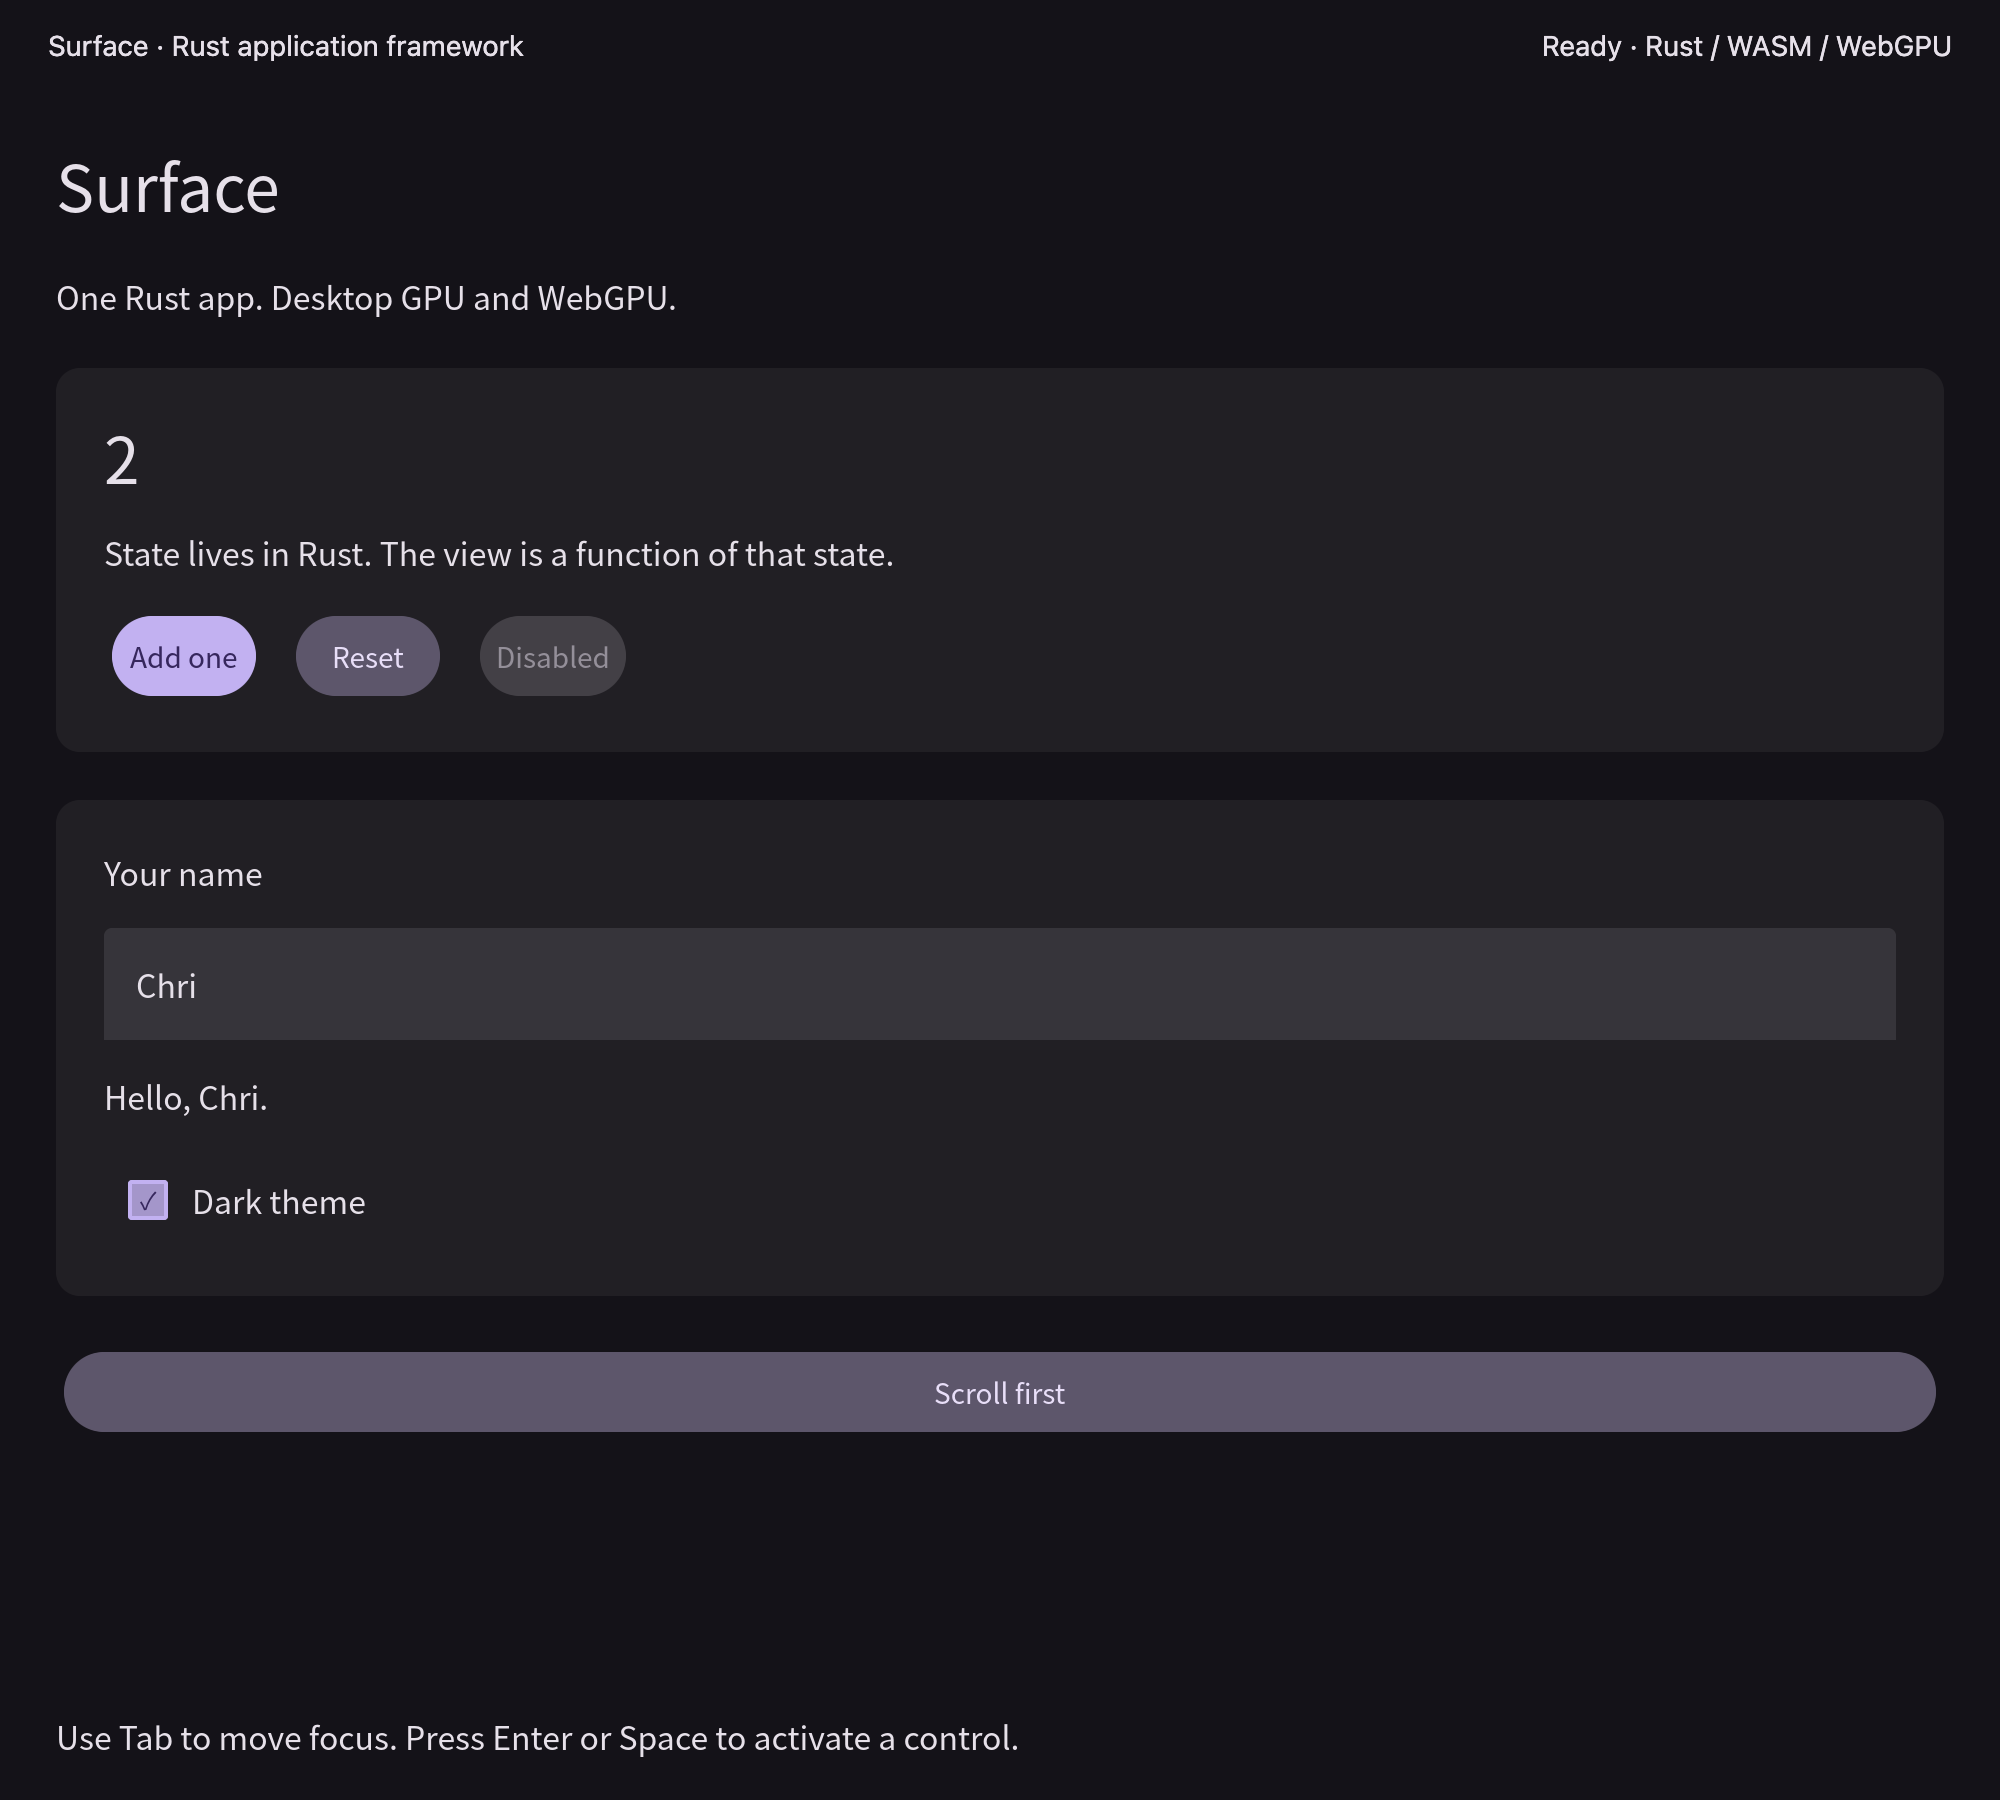 Surface · Rust application framework
Ready · Rust / WASM / WebGPU
Surface
One Rust app. Desktop GPU and WebGPU.
2
State lives in Rust. The view is a function of that state.
Add one
Reset
Disabled
Your name
Chri
Hello, Chri.
✓ Dark theme
Scroll first
Use Tab to move focus. Press Enter or Space to activate a control.